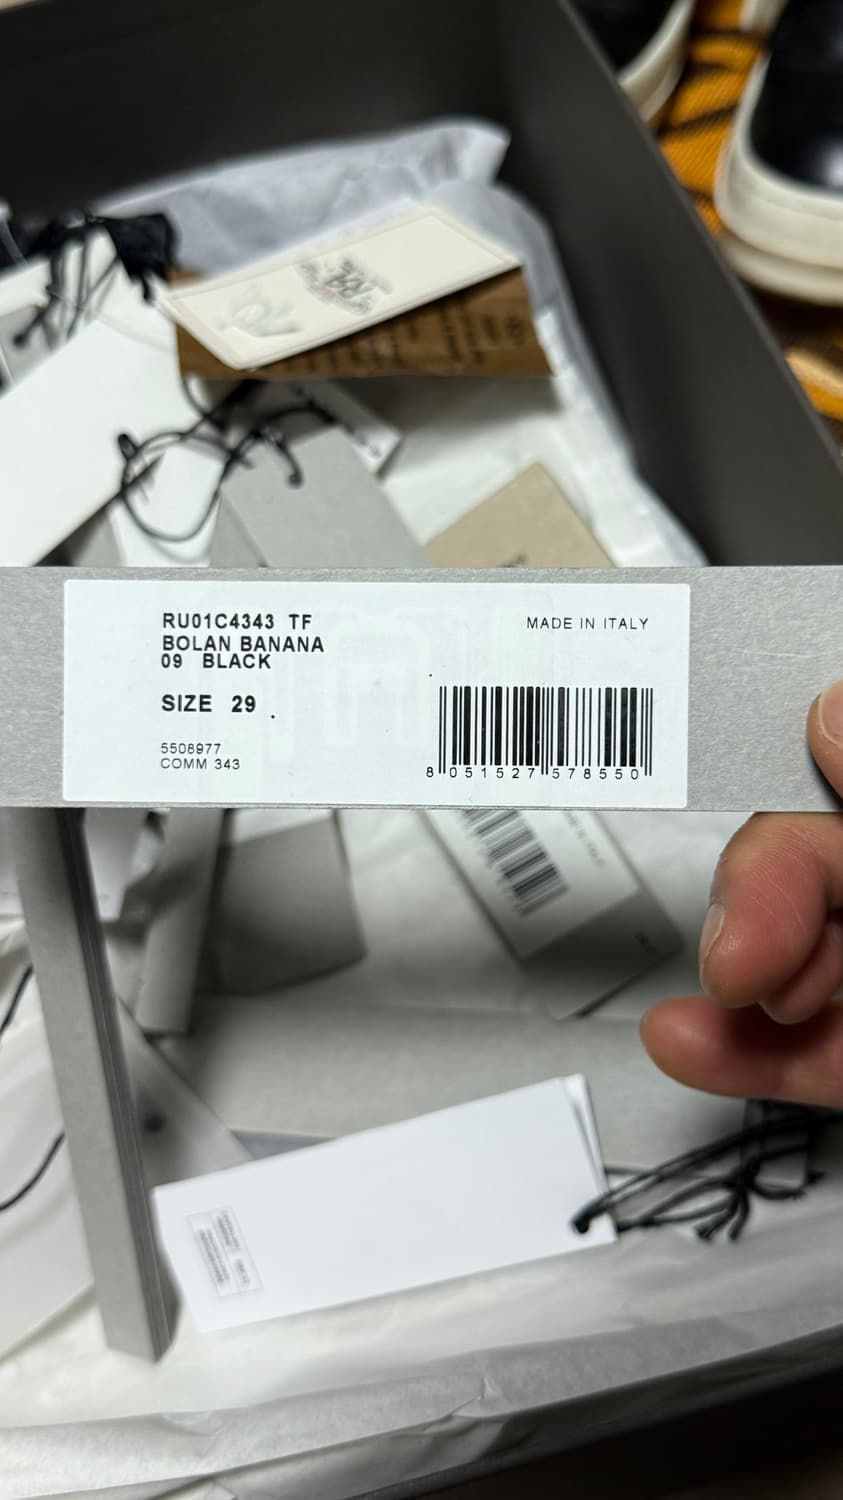 RU01C4343 TF
BOLAN BANANA
09 BLACK
MADE IN ITALY
SIZE 29
5508977
COMM 343
8 051527 578550